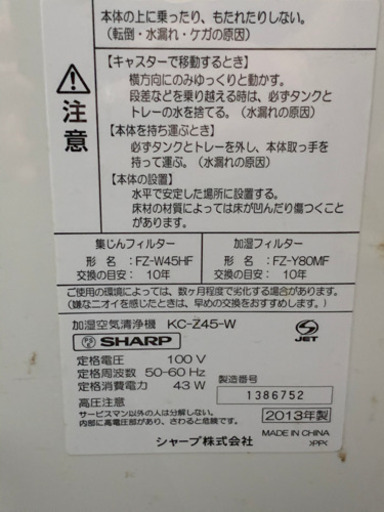 本体の上に乗ったり、もたれたりしない。
（転倒・水漏れ・ケガの原因）
注意
【キャスターで移動するとき】
横方向にのみゆっくりと動かす。
段差などを乗り越える時は、必ずタンクと
トレーの水を捨てる。（水漏れの原因）
【本体を持ち運ぶとき】
必ずタンクとトレーを外し、本体取っ手を
持って運ぶ。（水漏れの原因）
【本体の設置】
水平で安定した場所に設置する。
床材の材質によっては床が凹んだり傷つくこと
があります。
集じんフィルター
形 名： FZ-W45HF
交換の目安： 10年
加湿フィルター
形 名： FZ-Y80MF
交換の目安： 10年
ご使用の環境によっては、数ヶ月程度で劣化する場合があります。
（嫌なニオイを感じたときは、早めの交換をおすすめします。）
加湿空気清浄機 KC-Z45-W
SHARP
JET
定格電圧 100 V
定格周波数 50-60 Hz
定格消費電力 43 W
製造番号
1386752
高圧注意
サービスマン以外の人は分解しない。
内部に高電圧部があり、さわると危険です。
2013年製
シャープ株式会社
MADE IN CHINA
>PP<